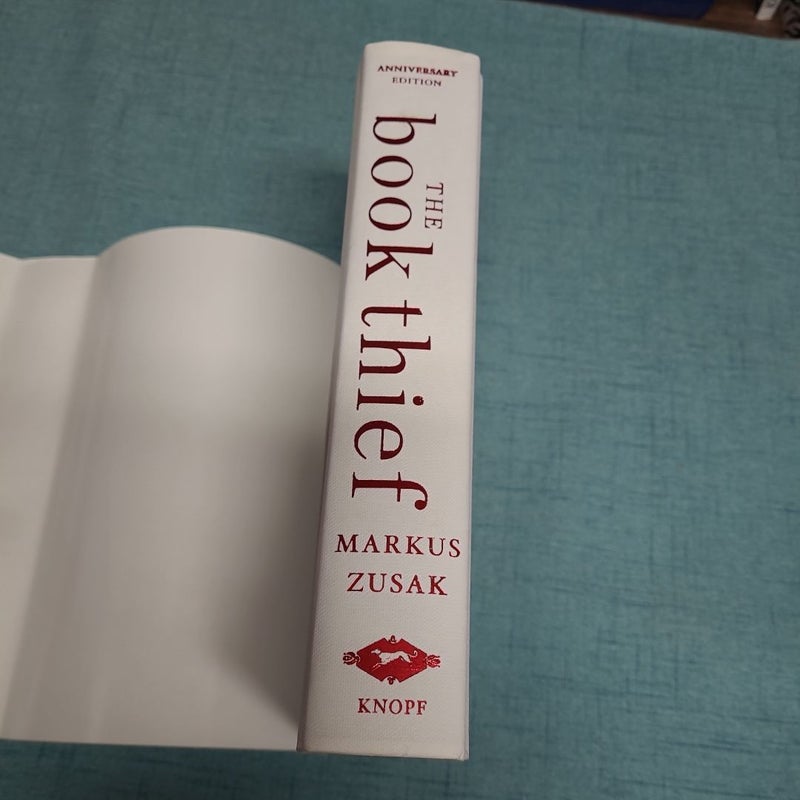 ANNIVERSARY
EDITION
THE
book thief
MARKUS
ZUSAK
KNOPF